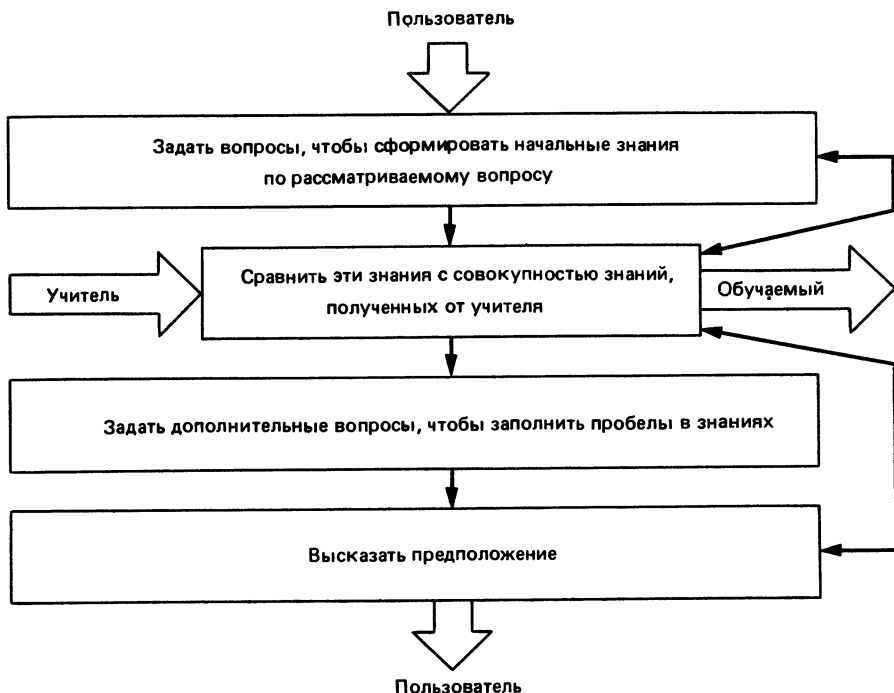 Пользователь
Задать вопросы, чтобы сформировать начальные знания
по рассматриваемому вопросу
Учитель
Сравнить эти знания с совокупностью знаний,
полученных от учителя
Обучаемый
Задать дополнительные вопросы, чтобы заполнить пробелы в знаниях
Высказать предположение
Пользователь